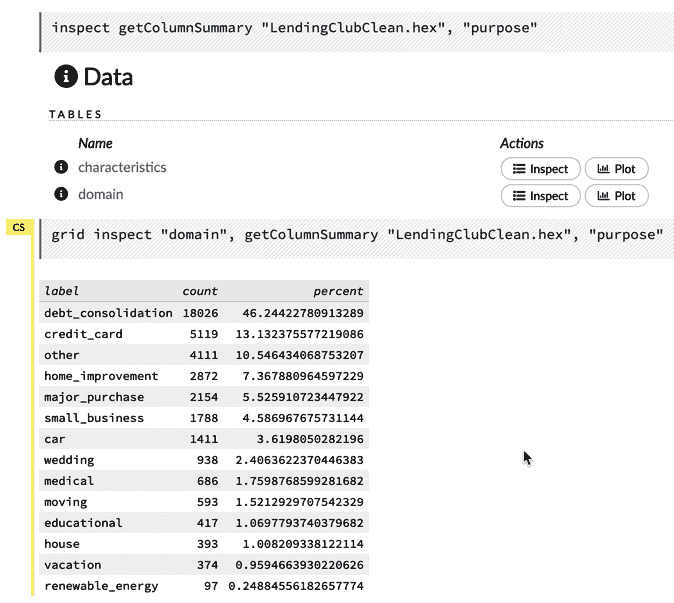 inspect getColumnSummary "LendingClubClean.hex", "purpose"
Data
TABLES
Name Actions
characteristics Inspect Plot
domain Inspect Plot
CS
grid inspect "domain", getColumnSummary "LendingClubClean.hex", "purpose"
label count percent
debt_consolidation 18026 46.24422780913289
credit_card 5119 13.132375577219086
other 4111 10.546434068753207
home_improvement 2872 7.367880964597229
major_purchase 2154 5.525910723447922
small_business 1788 4.586967675731144
car 1411 3.6198050282196
wedding 938 2.4063622370446383
medical 686 1.7598768599281682
moving 593 1.5212929707542329
educational 417 1.0697793740379682
house 393 1.008209338122114
vacation 374 0.9594663930220626
renewable_energy 97 0.24884556182657774